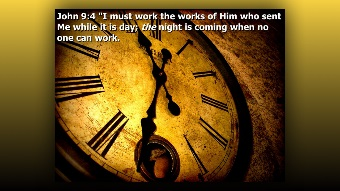 John 9:4 "I must work the works of Him who sent
Me while it is day; the night is coming when no
one can work.